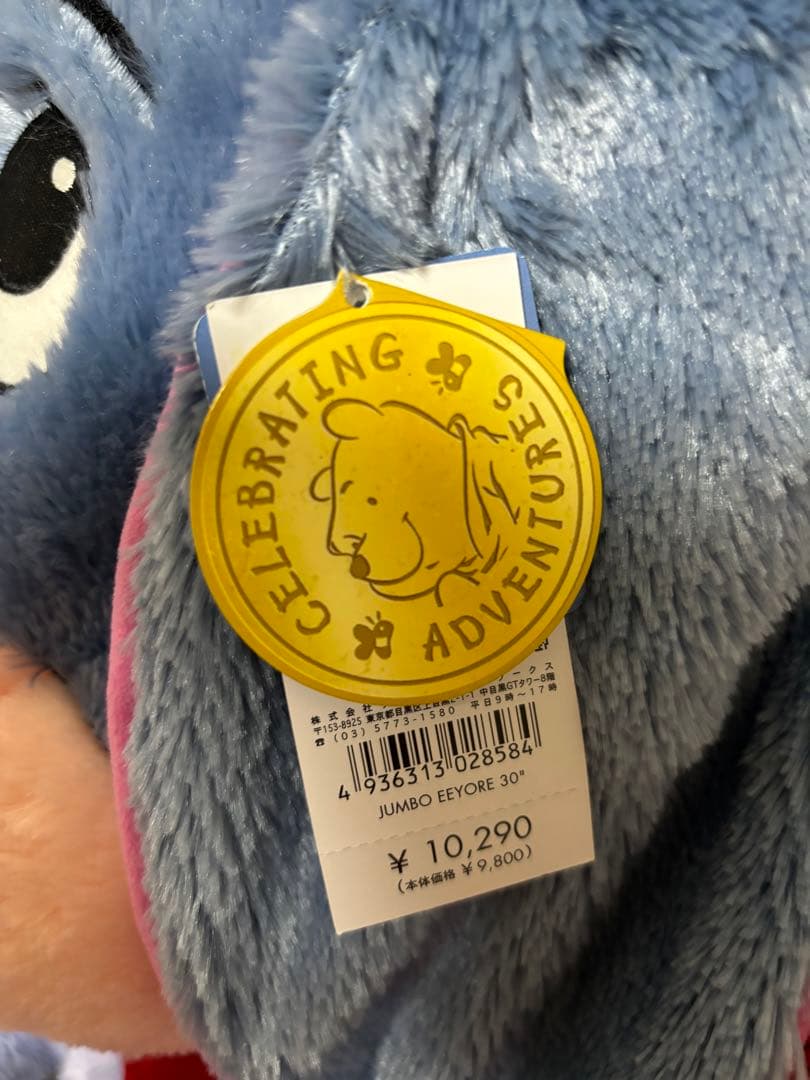 CELEBRATING
ADVENTURES
株式会社
〒153-8925 東京都目黒区上目黒2-1-1 中目黒GTタワー8階
☎ (03) 5773-1580 平日9時～17時
4 936313 028584
JUMBO EEYORE 30"
¥ 10,290
(本体価格 ¥ 9,800)